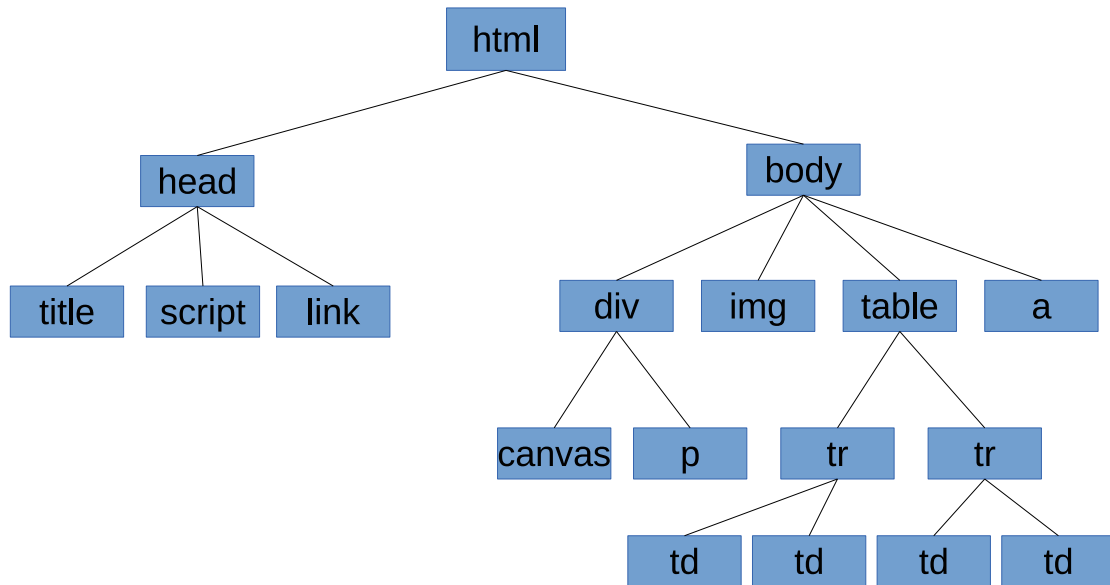 html
head
body
title
script
link
div
img
table
a
canvas
p
tr
tr
td
td
td
td